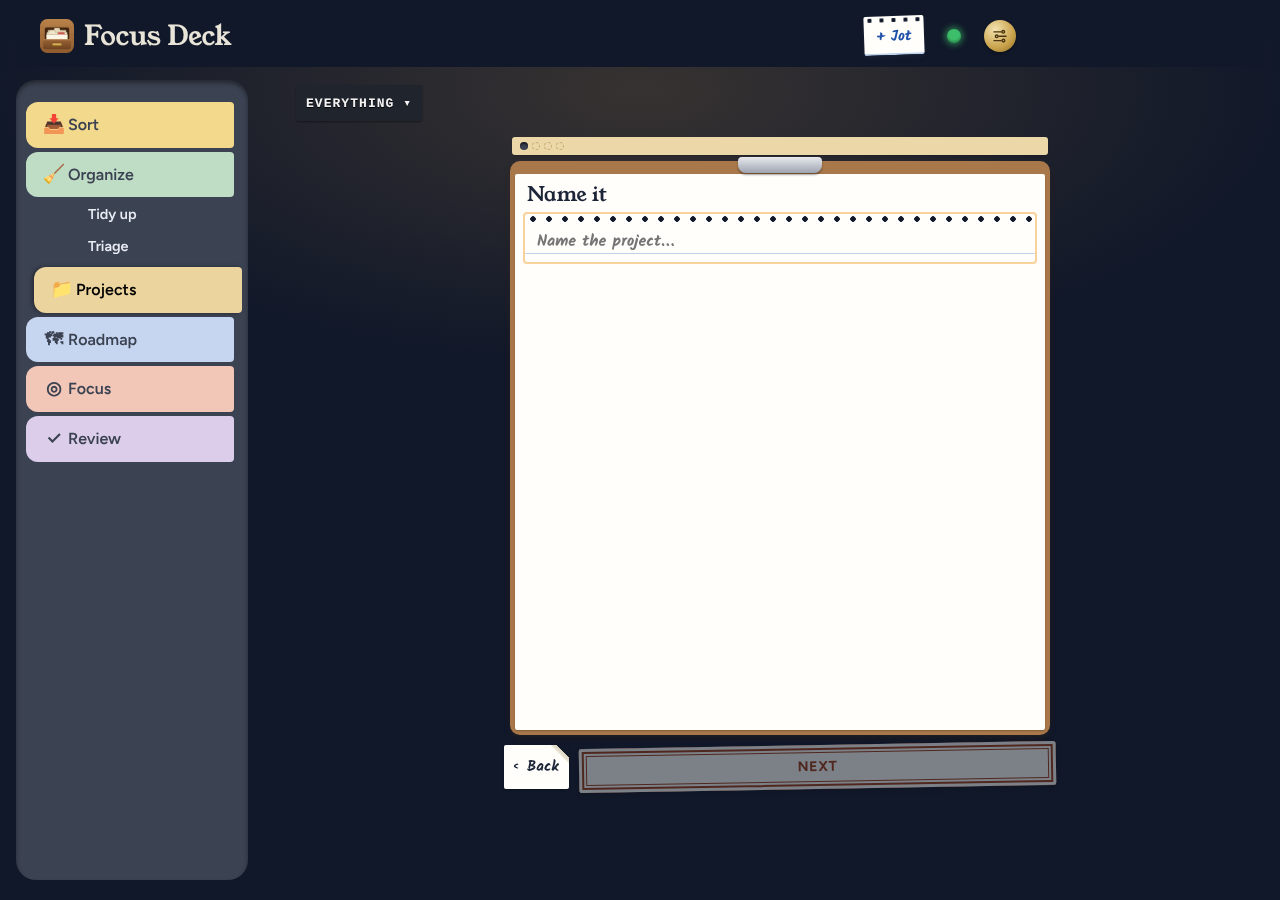 Focus Deck
+ Jot
Sort
Organize
Tidy up
Triage
Projects
Roadmap
Focus
Review
EVERYTHING ▾
Name it
Name the project...
< Back
NEXT